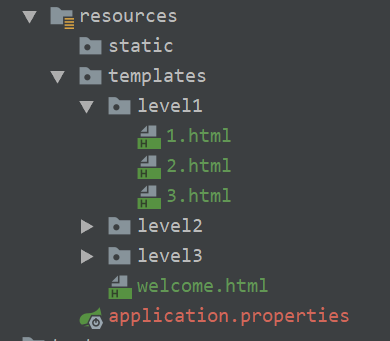 resources
static
templates
level1
1.html
2.html
3.html
level2
level3
welcome.html
application.properties